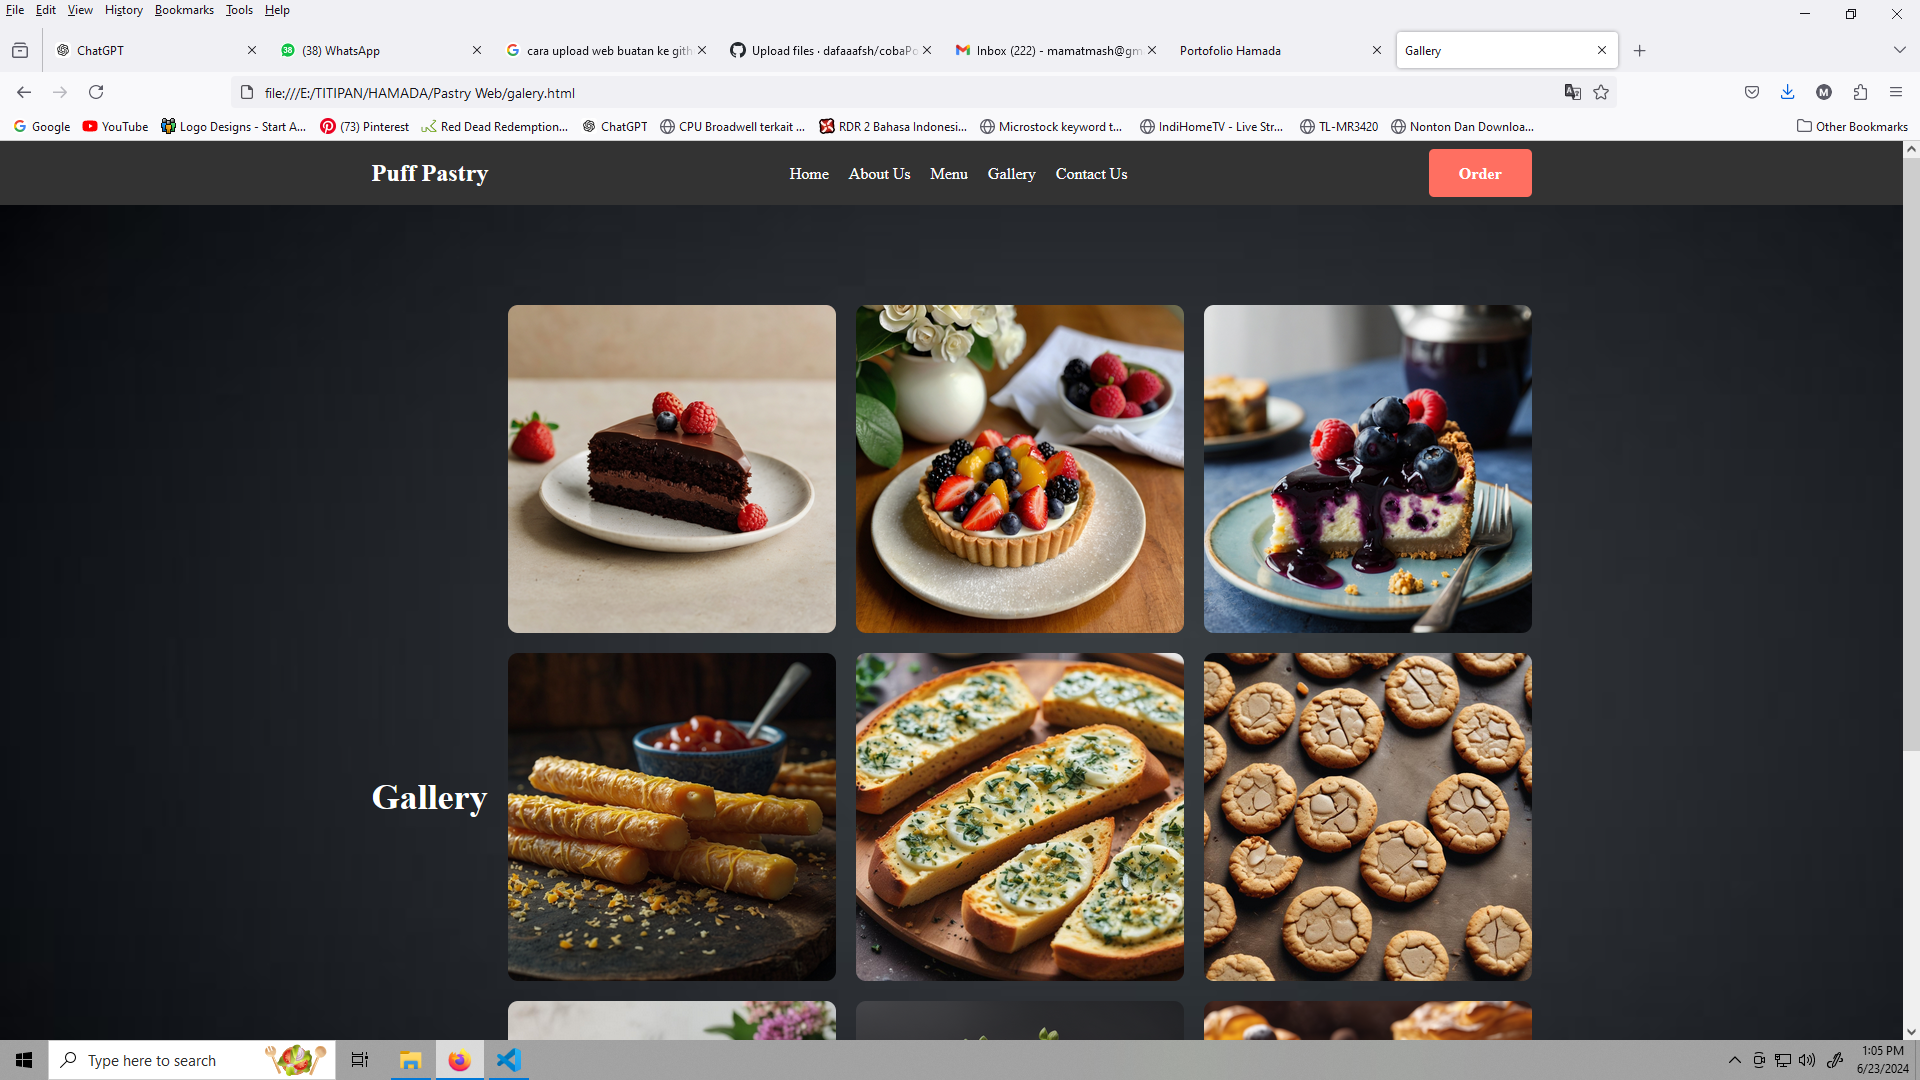 File Edit View History Bookmarks Tools Help
ChatGPT
(38) WhatsApp
cara upload web buatan ke gith
Upload files · dafaaafsh/cobaPo
Inbox (222) - mamatmash@gm
Portofolio Hamada
Gallery
file:///E:/TITIPAN/HAMADA/Pastry Web/galery.html
Google YouTube Logo Designs - Start A... (73) Pinterest Red Dead Redemption... ChatGPT CPU Broadwell terkait ... RDR 2 Bahasa Indonesi... Microstock keyword t... IndiHomeTV - Live Str... TL-MR3420 Nonton Dan Downloa... Other Bookmarks
Puff Pastry
Home About Us Menu Gallery Contact Us
Order
Gallery
Type here to search
1:05 PM
6/23/2024